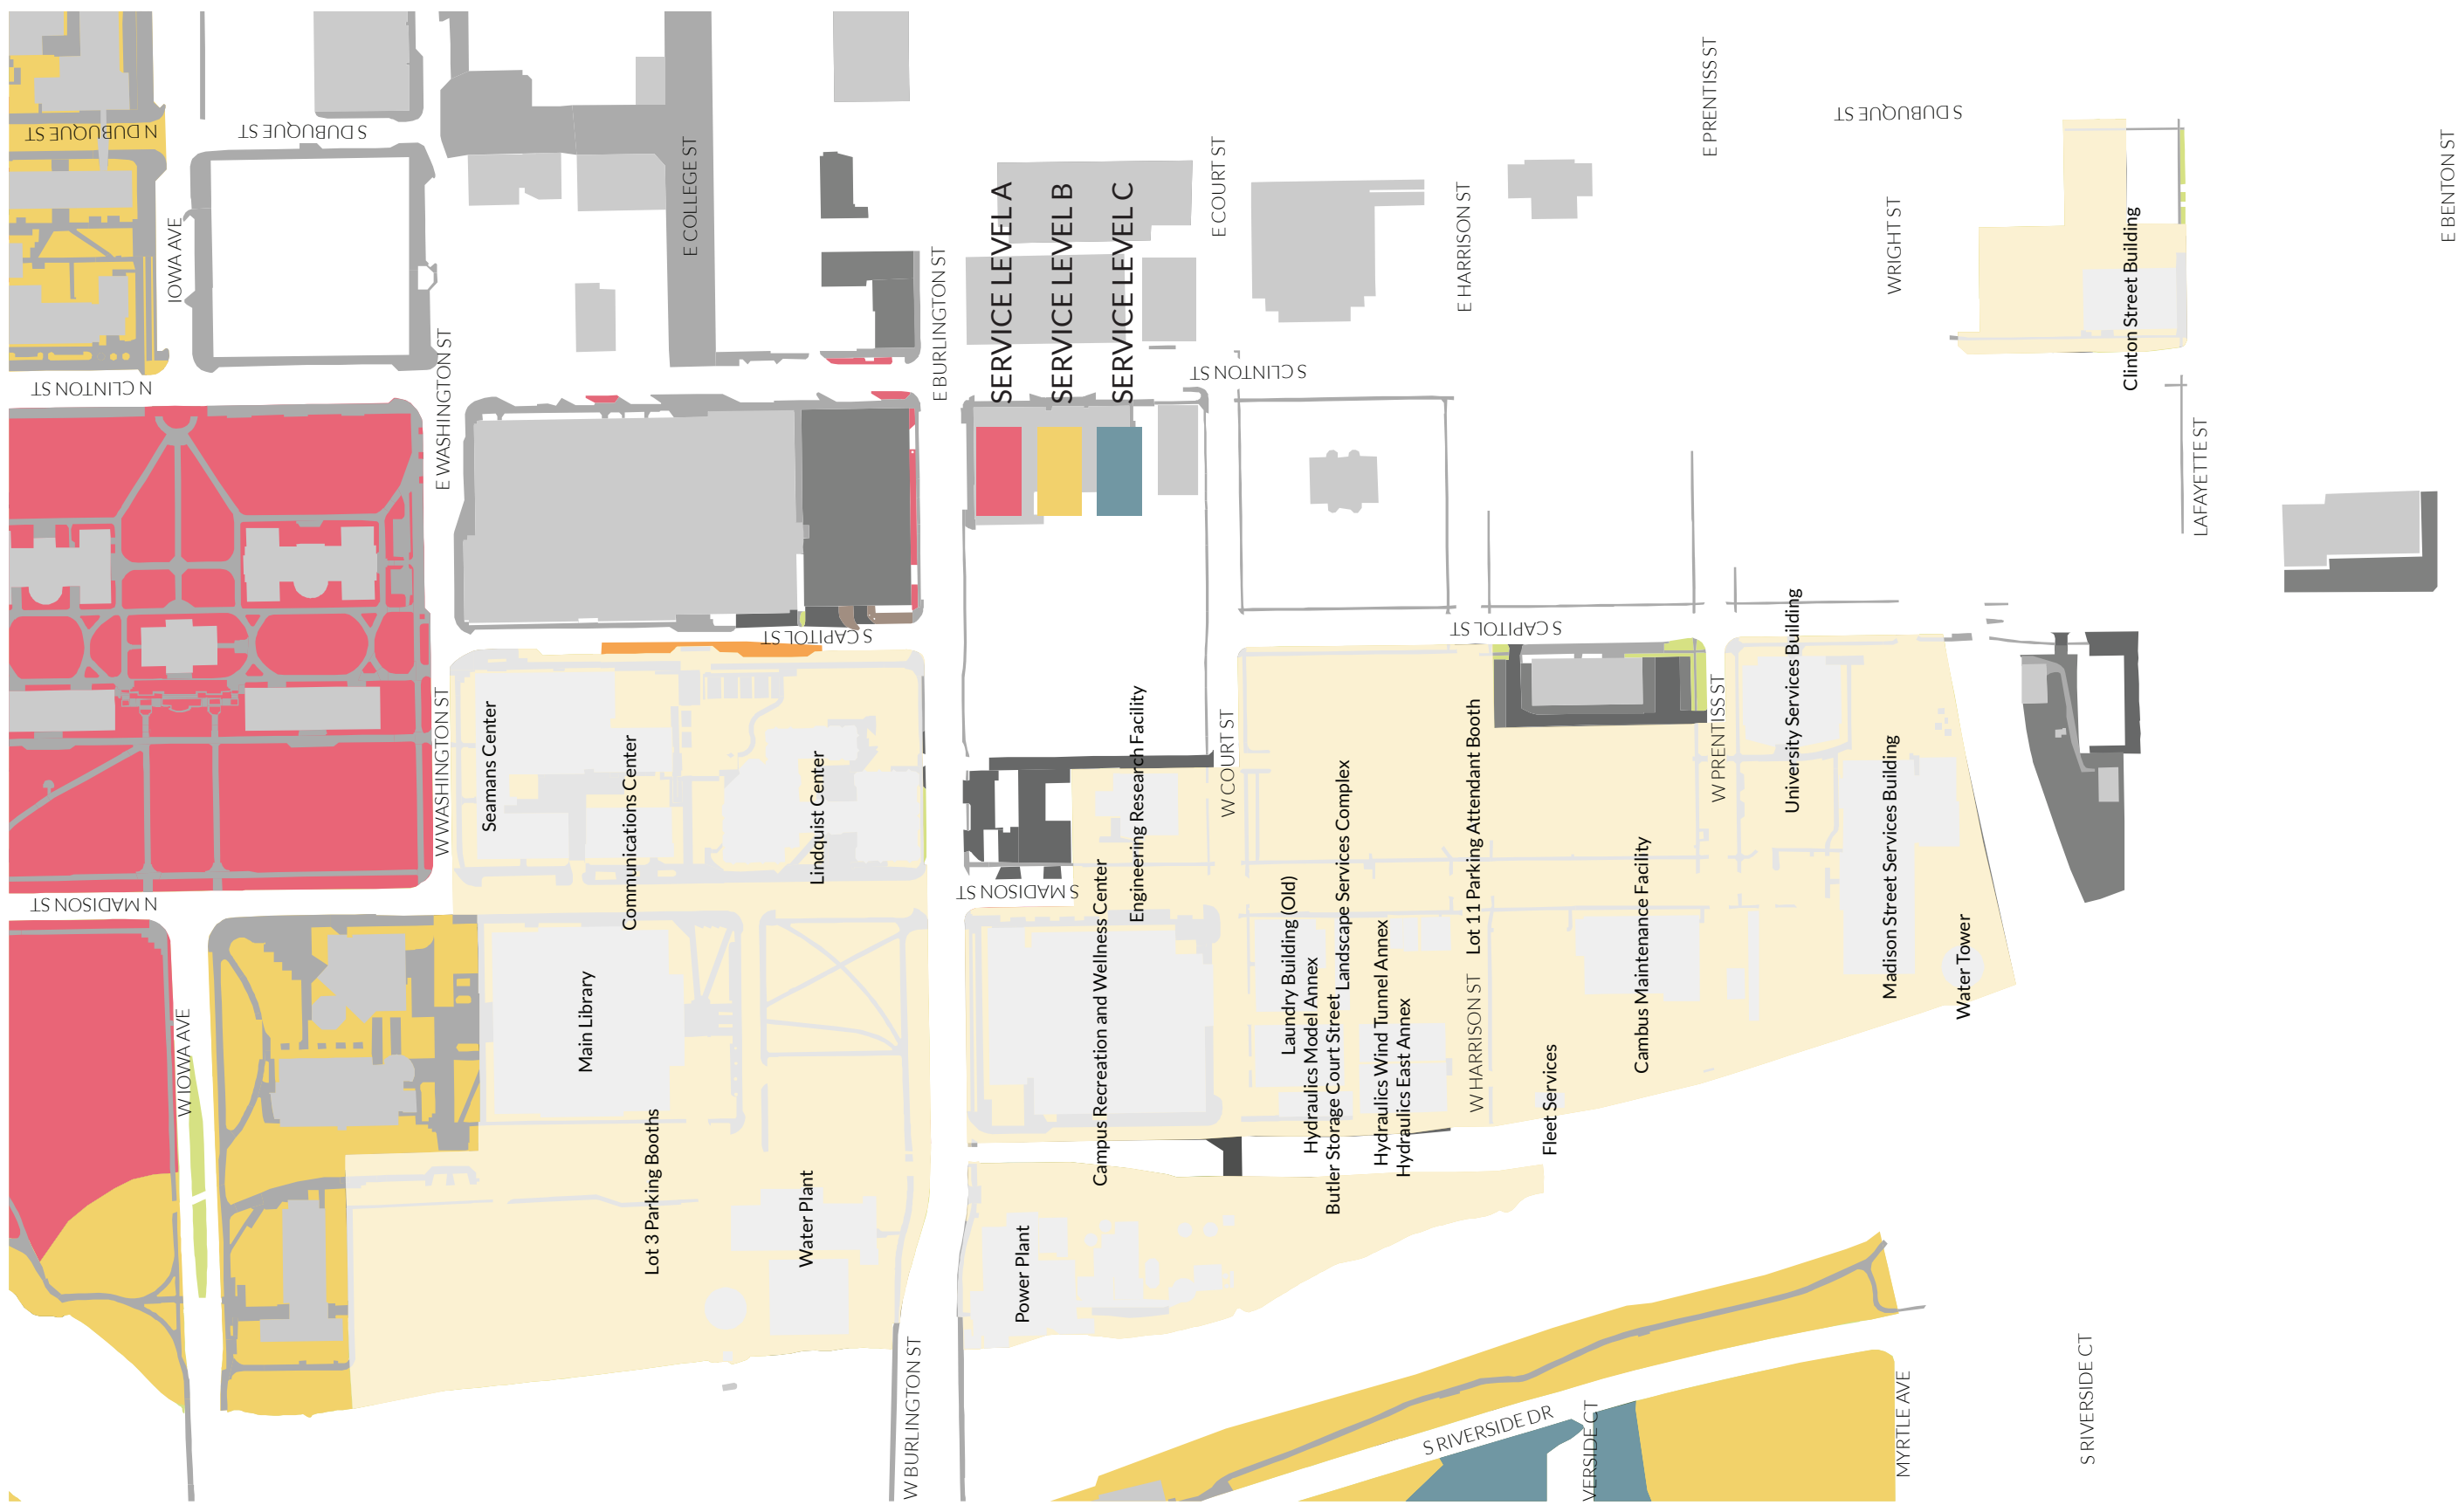 N DUBUQUE ST
S DUBUQUE ST
IOWA AVE
E COLLEGE ST
E COURT ST
E PRENTISS ST
S DUBUQUE ST
E BENTON ST
E HARRISON ST
WRIGHT ST
Clinton Street Building
E BURLINGTON ST
SERVICE LEVEL A
SERVICE LEVEL B
SERVICE LEVEL C
N CLINTON ST
E WASHINGTON ST
S CLINTON ST
LAFAYETTE ST
S CAPITOL ST
S CAPITOL ST
W WASHINGTON ST
Seamans Center
Communications Center
Lindquist Center
Engineering Research Facility
W COURT ST
Landscape Services Complex
Lot 11 Parking Attendant Booth
W PRENTISS ST
University Services Building
Madison Street Services Building
N MADISON ST
S MADISON ST
Campus Recreation and Wellness Center
Laundry Building (Old)
Hydraulics Model Annex
Butler Storage Court Street
Hydraulics Wind Tunnel Annex
Hydraulics East Annex
W HARRISON ST
Cambus Maintenance Facility
Water Tower
W IOWA AVE
Main Library
Fleet Services
Lot 3 Parking Booths
Water Plant
Power Plant
W BURLINGTON ST
S RIVERSIDE DR
VERSIDE CT
MYRTLE AVE
S RIVERSIDE CT